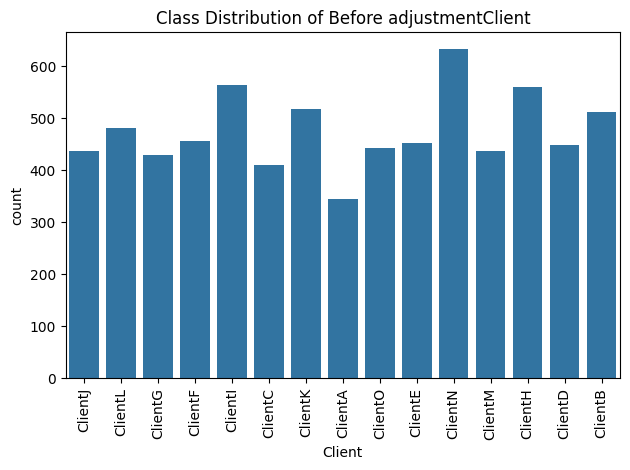 Class Distribution of Before adjustmentClient
600
500
400
300
200
100
0
count
ClientJ
ClientL
ClientG
ClientF
ClientI
ClientC
ClientK
ClientA
ClientO
ClientE
ClientN
ClientM
ClientH
ClientD
ClientB
Client